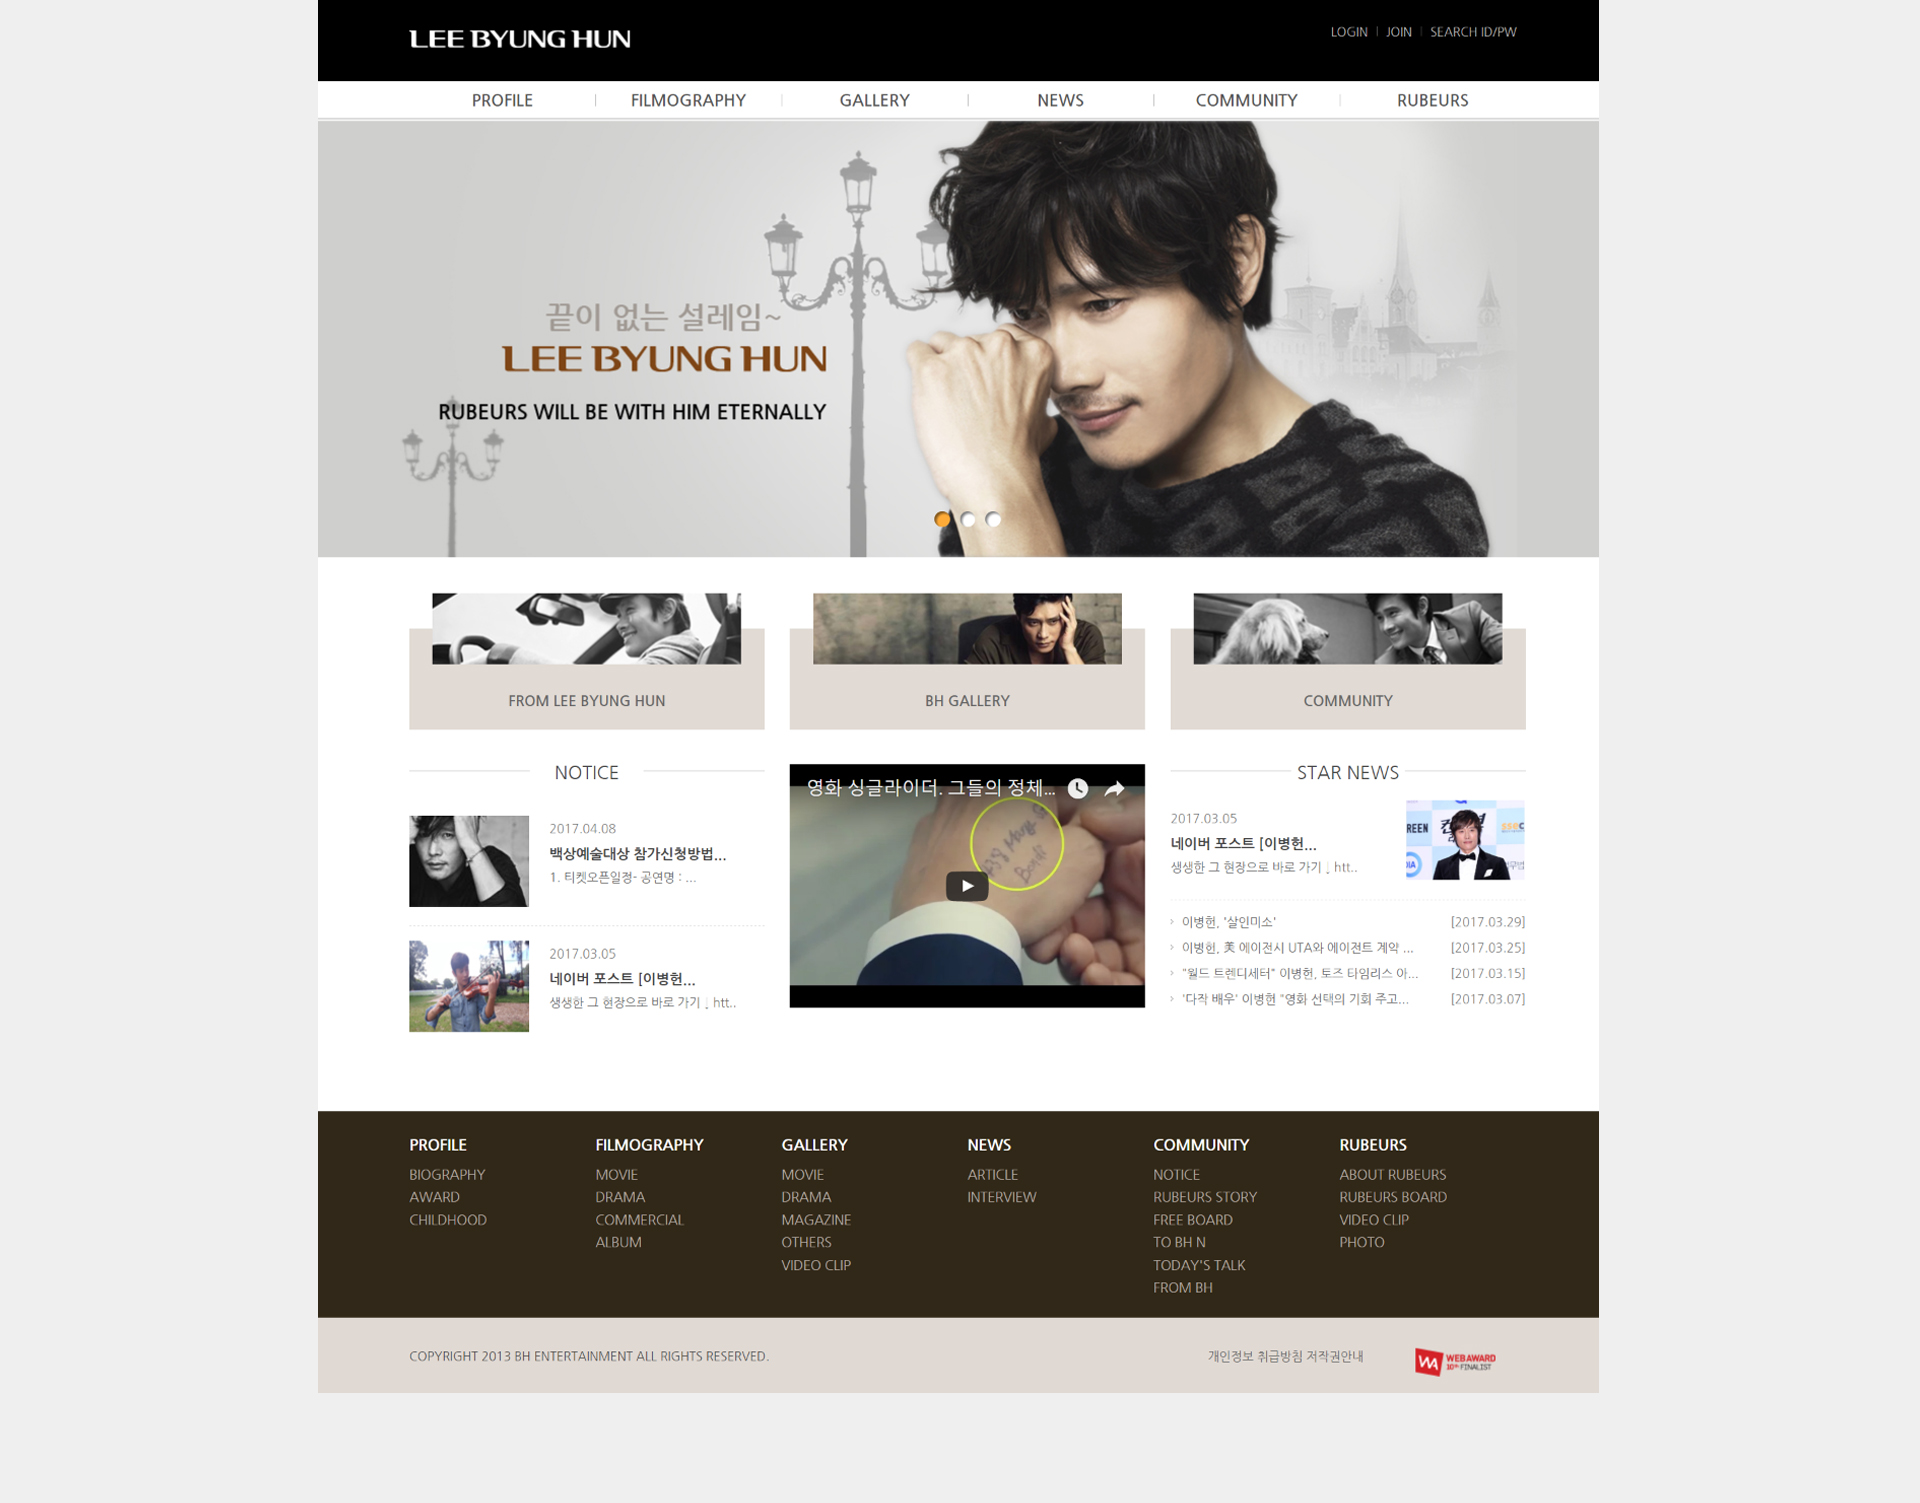 LEE BYUNG HUN
LOGIN
JOIN
SEARCH ID/PW
PROFILE
FILMOGRAPHY
GALLERY
NEWS
COMMUNITY
RUBEURS
끝이 없는 설레임~
LEE BYUNG HUN
RUBEURS WILL BE WITH HIM ETERNALLY
FROM LEE BYUNG HUN
BH GALLERY
COMMUNITY
NOTICE
2017.04.08
백상예술대상 참가신청방법...
1. 티켓오픈일정- 공연명 : ...
2017.03.05
네이버 포스트 [이병헌...
생생한 그 현장으로 바로 가기 ↓ htt..
영화 싱글라이더. 그들의 정체...
STAR NEWS
2017.03.05
네이버 포스트 [이병헌...
생생한 그 현장으로 바로 가기 ↓ htt..
이병헌, '살인미소'
[2017.03.29]
이병헌, 美 에이전시 UTA와 에이전트 계약 ...
[2017.03.25]
"월드 트렌디세터" 이병헌, 토즈 타임리스 아...
[2017.03.15]
'다작 배우' 이병헌 "영화 선택의 기회 주고...
[2017.03.07]
PROFILE
BIOGRAPHY
AWARD
CHILDHOOD
FILMOGRAPHY
MOVIE
DRAMA
COMMERCIAL
ALBUM
GALLERY
MOVIE
DRAMA
MAGAZINE
OTHERS
VIDEO CLIP
NEWS
ARTICLE
INTERVIEW
COMMUNITY
NOTICE
RUBEURS STORY
FREE BOARD
TO BH N
TODAY'S TALK
FROM BH
RUBEURS
ABOUT RUBEURS
RUBEURS BOARD
VIDEO CLIP
PHOTO
COPYRIGHT 2013 BH ENTERTAINMENT ALL RIGHTS RESERVED.
개인정보 취급방침 저작권안내
WA
WEB AWARD
10th FINALIST